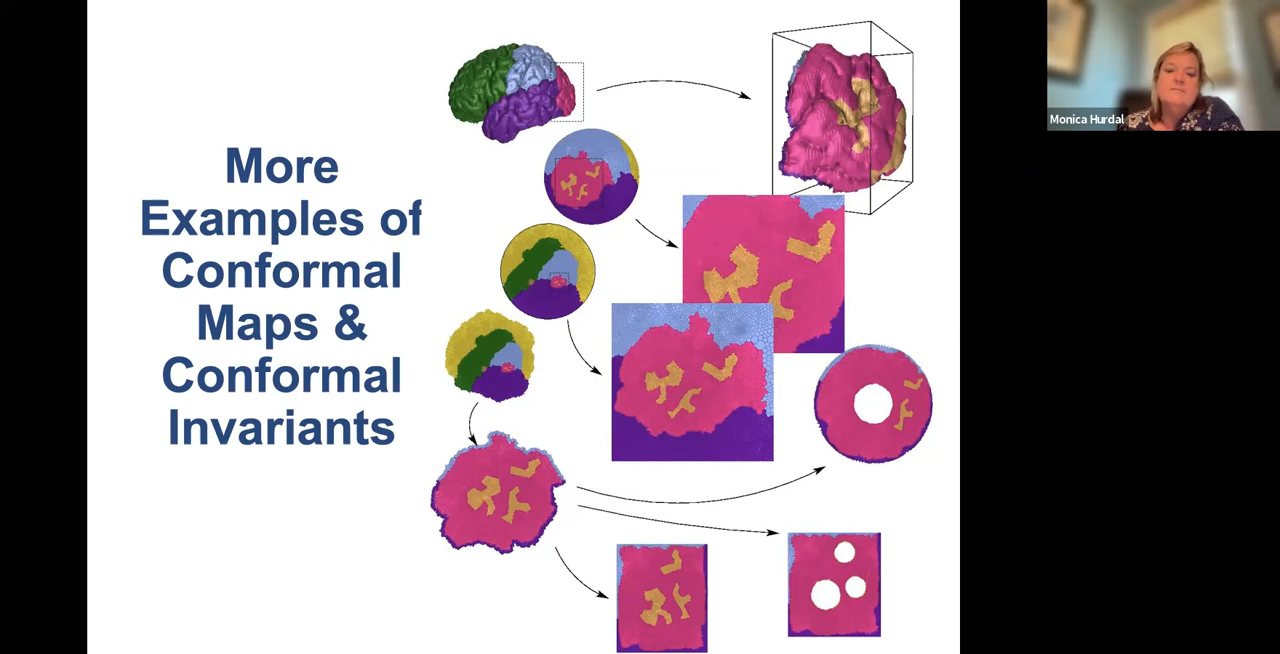 More
Examples of
Conformal
Maps &
Conformal
Invariants
Monica Hurdal